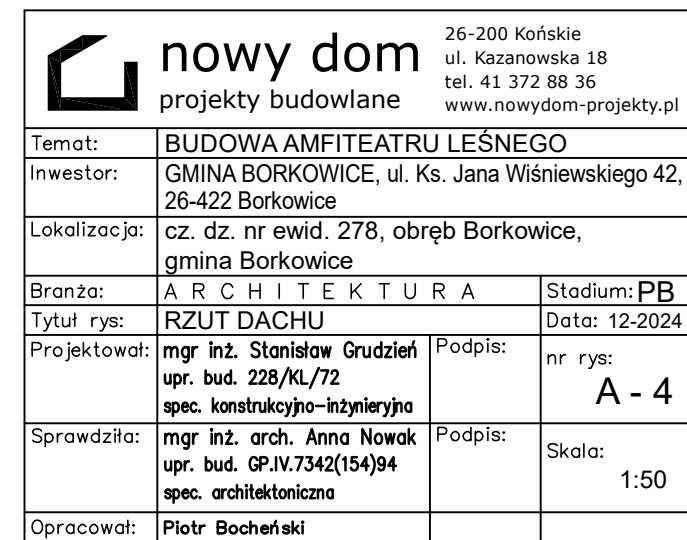 nowy dom
projekty budowlane
26-200 Końskie
ul. Kazanowska 18
tel. 41 372 88 36
www.nowydom-projekty.pl
Temat: BUDOWA AMFITEATRU LEŚNEGO
Inwestor: GMINA BORKOWICE, ul. Ks. Jana Wiśniewskiego 42,
26-422 Borkowice
Lokalizacja: cz. dz. nr ewid. 278, obręb Borkowice,
gmina Borkowice
Branża: A R C H I T E K T U R A Stadium: PB
Tytuł rys: RZUT DACHU Data: 12-2024
Projektował: mgr inż. Stanisław Grudzień Podpis: nr rys:
upr. bud. 228/KL/72
A - 4
spec. konstrukcyjno-inżynieryjna
Sprawdziła: mgr inż. arch. Anna Nowak Podpis: Skala:
upr. bud. GP.IV.7342(154)94
1:50
spec. architektoniczna
Opracował: Piotr Bocheński